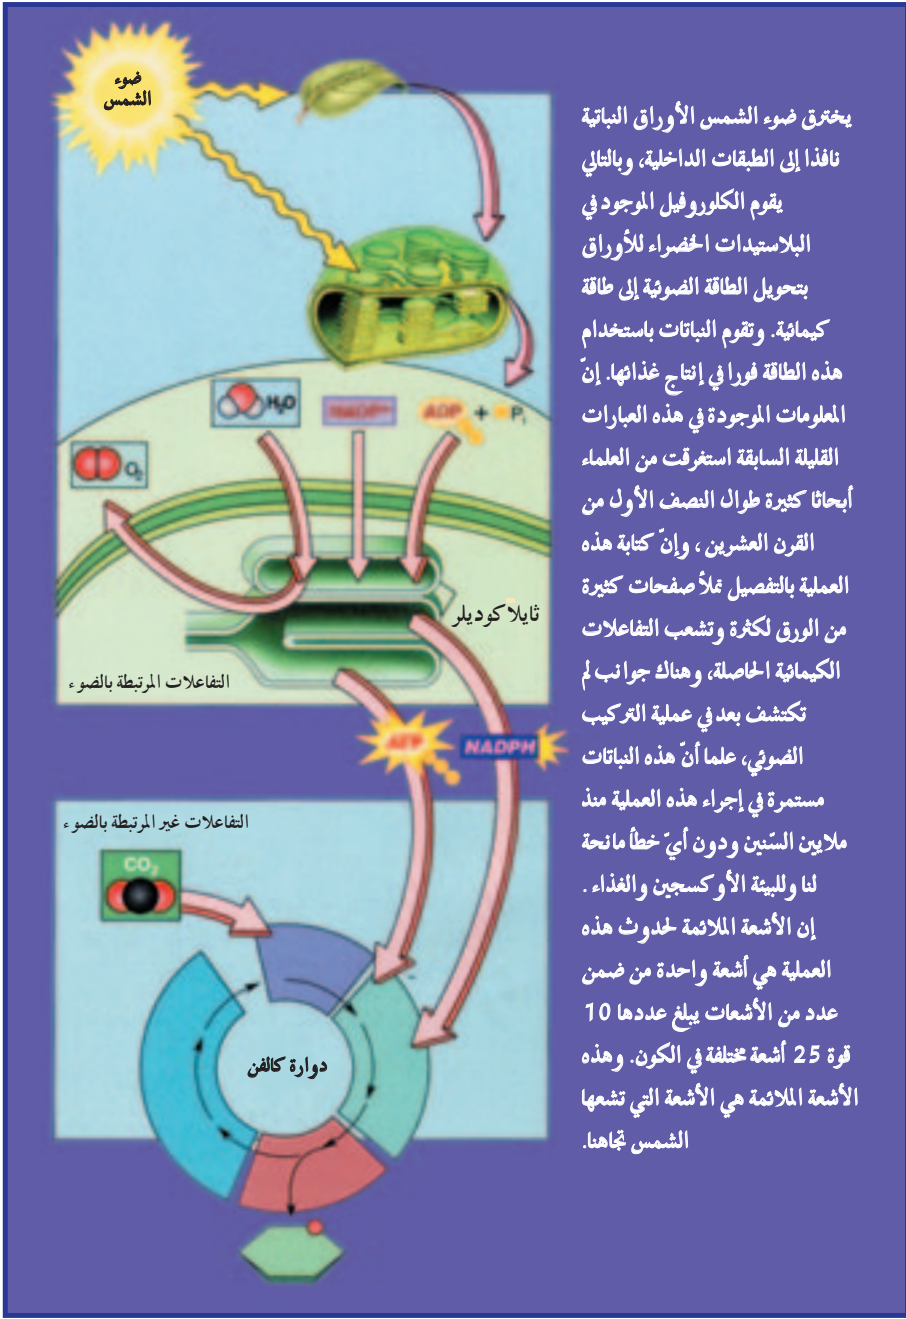 ضوء
الشمس
يخترق ضوء الشمس الأوراق النباتية
نافذا إلى الطبقات الداخلية، وبالتالي
يقوم الكلوروفيل الموجود في
البلاستيدات الخضراء للأوراق
بتحويل الطاقة الضوئية إلى طاقة
كيمائية. وتقوم النباتات باستخدام
هذه الطاقة فورا في إنتاج غذائها. إنّ
المعلومات الموجودة في هذه العبارات
القليلة السابقة استغرقت من العلماء
أبحاثا كثيرة طوال النصف الأول من
القرن العشرين ، وإنّ كتابة هذه
العملية بالتفصيل تملأ صفحات كثيرة
من الورق لكثرة وتشعب التفاعلات
الكيمائية الحاصلة، وهناك جوانب لم
تكتشف بعد في عملية التركيب
الضوئي، علما أنّ هذه النباتات
مستمرة في إجراء هذه العملية منذ
ملايين السّنين ودون أيّ خطأ مانحة
لنا وللبيئة الأوكسجين والغذاء .
إن الأشعة الملائمة لحدوث هذه
العملية هي أشعة واحدة من ضمن
عدد من الأشعات يبلغ عددها 10
قوة 25 أشعة مختلفة في الكون. وهذه
الأشعة الملائمة هي الأشعة التي تشعها
الشمس تجاهنا.
H₂O
NADP⁺
ADP + Pᵢ
O₂
ثايلاكوديلر
التفاعلات المرتبطة بالضوء
ATP
NADPH
التفاعلات غير المرتبطة بالضوء
CO₂
دوارة كالفن